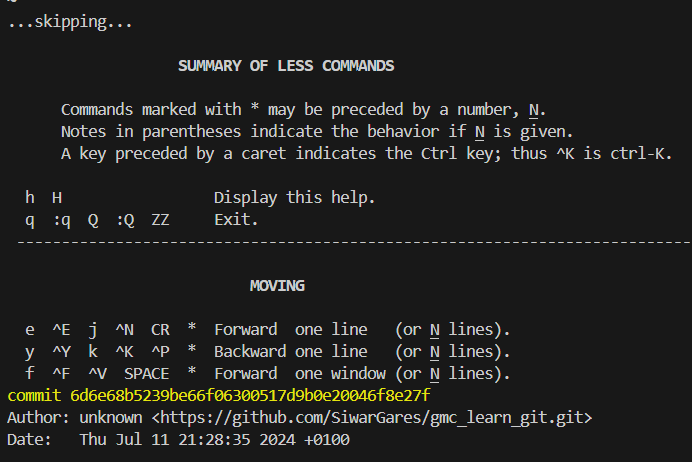 ...skipping...
SUMMARY OF LESS COMMANDS
Commands marked with * may be preceded by a number, N.
Notes in parentheses indicate the behavior if N is given.
A key preceded by a caret indicates the Ctrl key; thus ^K is ctrl-K.
h H Display this help.
q :q Q :Q ZZ Exit.
---------------------------------------------------------------------------
MOVING
e ^E j ^N CR * Forward one line (or N lines).
y ^Y k ^K ^P * Backward one line (or N lines).
f ^F ^V SPACE * Forward one window (or N lines).
commit 6d6e68b5239be66f06300517d9b0e20046f8e27f
Author: unknown <https://github.com/SiwarGares/gmc_learn_git.git>
Date: Thu Jul 11 21:28:35 2024 +0100